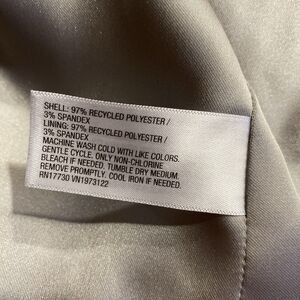 SHELL: 97% RECYCLED POLYESTER /
3% SPANDEX
LINING: 97% RECYCLED POLYESTER /
3% SPANDEX
MACHINE WASH COLD WITH LIKE COLORS.
GENTLE CYCLE. ONLY NON-CHLORINE
BLEACH IF NEEDED. TUMBLE DRY MEDIUM.
REMOVE PROMPTLY. COOL IRON IF NEEDED.
RN17730 VN1973122